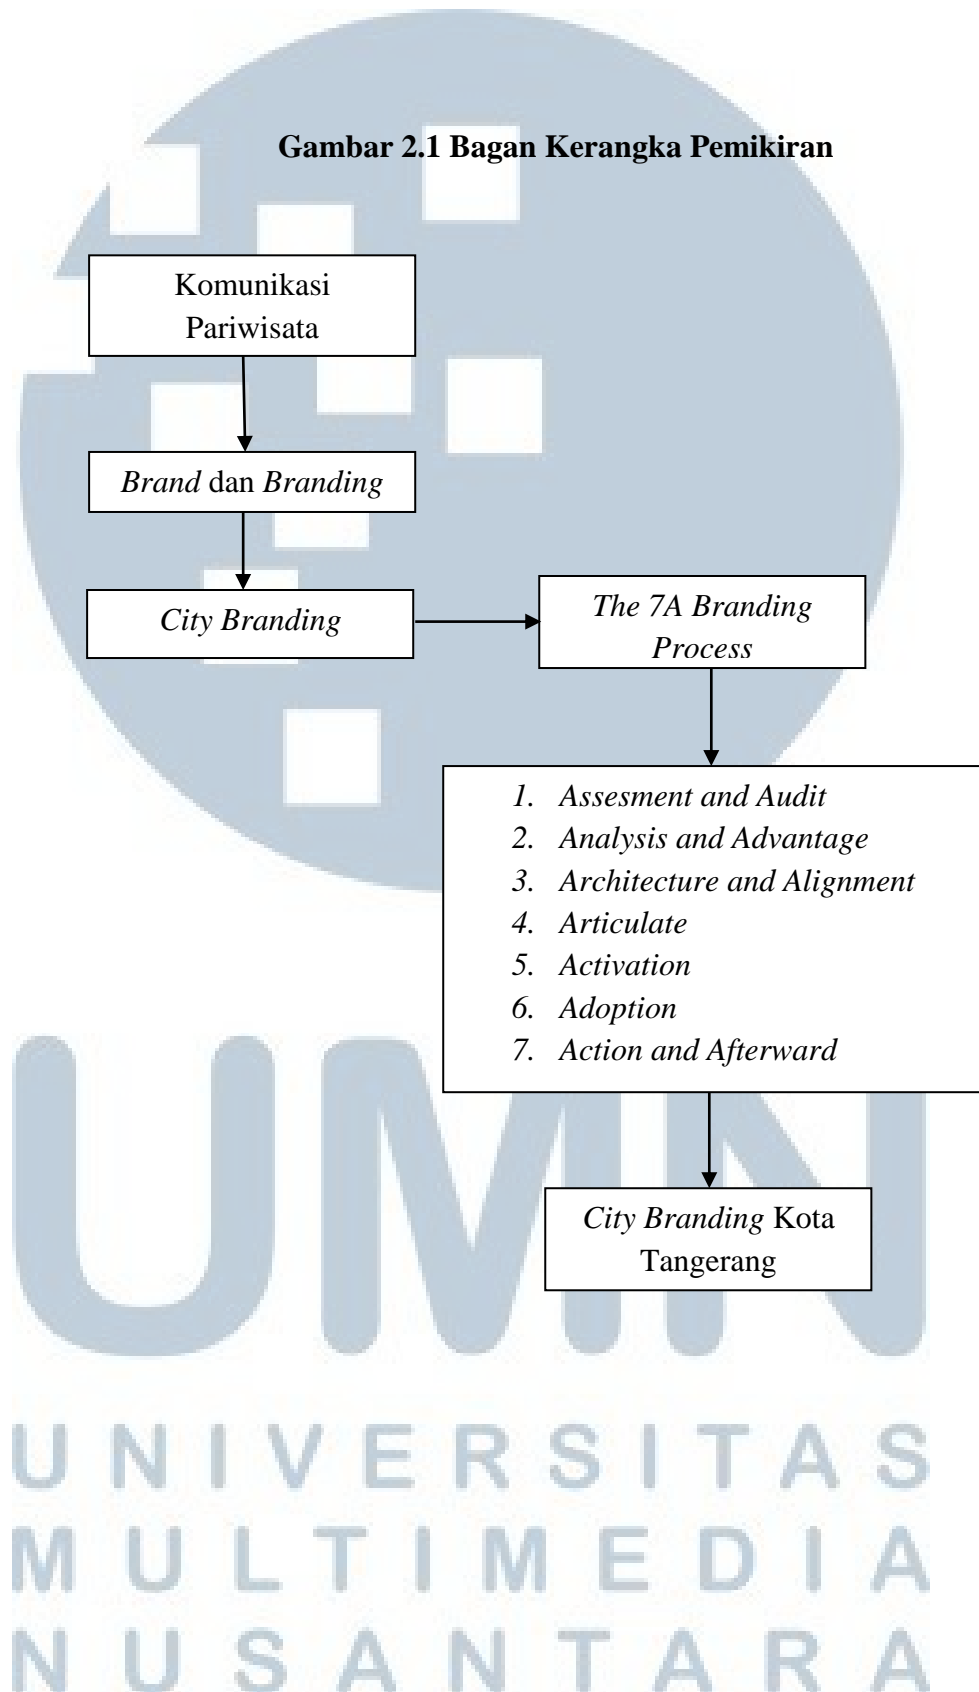 Gambar 2.1 Bagan Kerangka Pemikiran
Komunikasi
Pariwisata
Brand dan Branding
City Branding
The 7A Branding
Process
1. Assesment and Audit
2. Analysis and Advantage
3. Architecture and Alignment
4. Articulate
5. Activation
6. Adoption
7. Action and Afterward
City Branding Kota
Tangerang
UMN
UNIVERSITAS
MULTIMEDIA
NUSANTARA